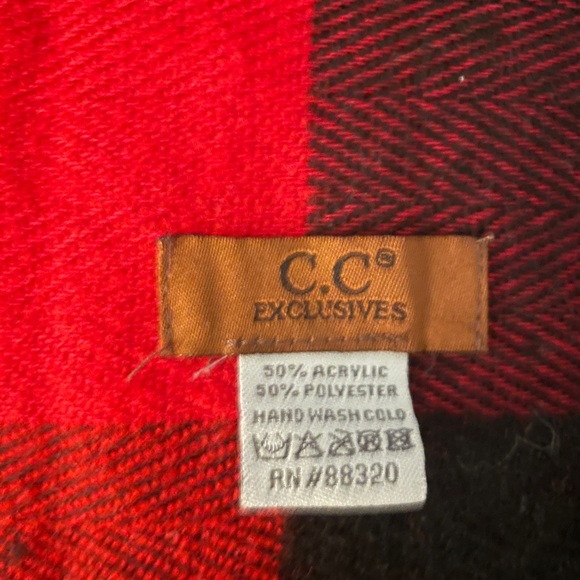 C.C®
EXCLUSIVES
50% ACRYLIC
50% POLYESTER
HAND WASH COLD
RN #88320